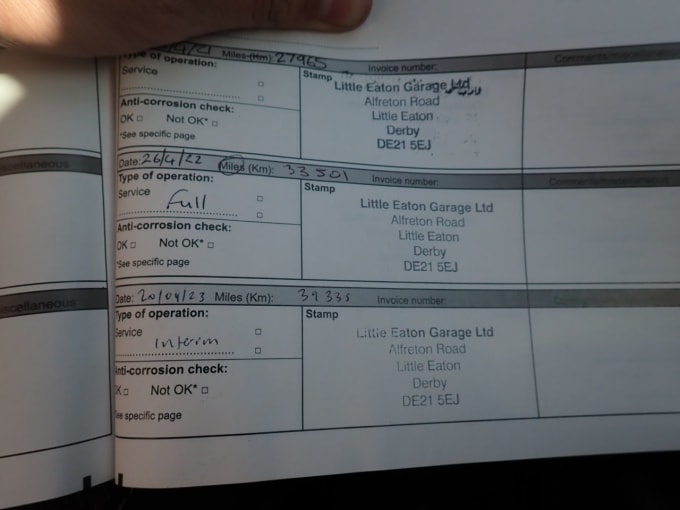 Type of operation:
Miles (Km): 27965
Invoice number:
Service
Stamp
Little Eaton Garage Ltd
Alfreton Road
Little Eaton
Derby
DE21 5EJ
Anti-corrosion check:
OK Not OK*
*See specific page
Date: 26/4/22 Miles (Km): 33501
Invoice number:
Type of operation:
Service
Full
Stamp
Little Eaton Garage Ltd
Alfreton Road
Little Eaton
Derby
DE21 5EJ
Anti-corrosion check:
OK Not OK*
*See specific page
Date: 20/04/23 Miles (Km): 39335
Invoice number:
Type of operation:
Service
Interim
Stamp
Little Eaton Garage Ltd
Alfreton Road
Little Eaton
Derby
DE21 5EJ
Anti-corrosion check:
OK Not OK*
See specific page